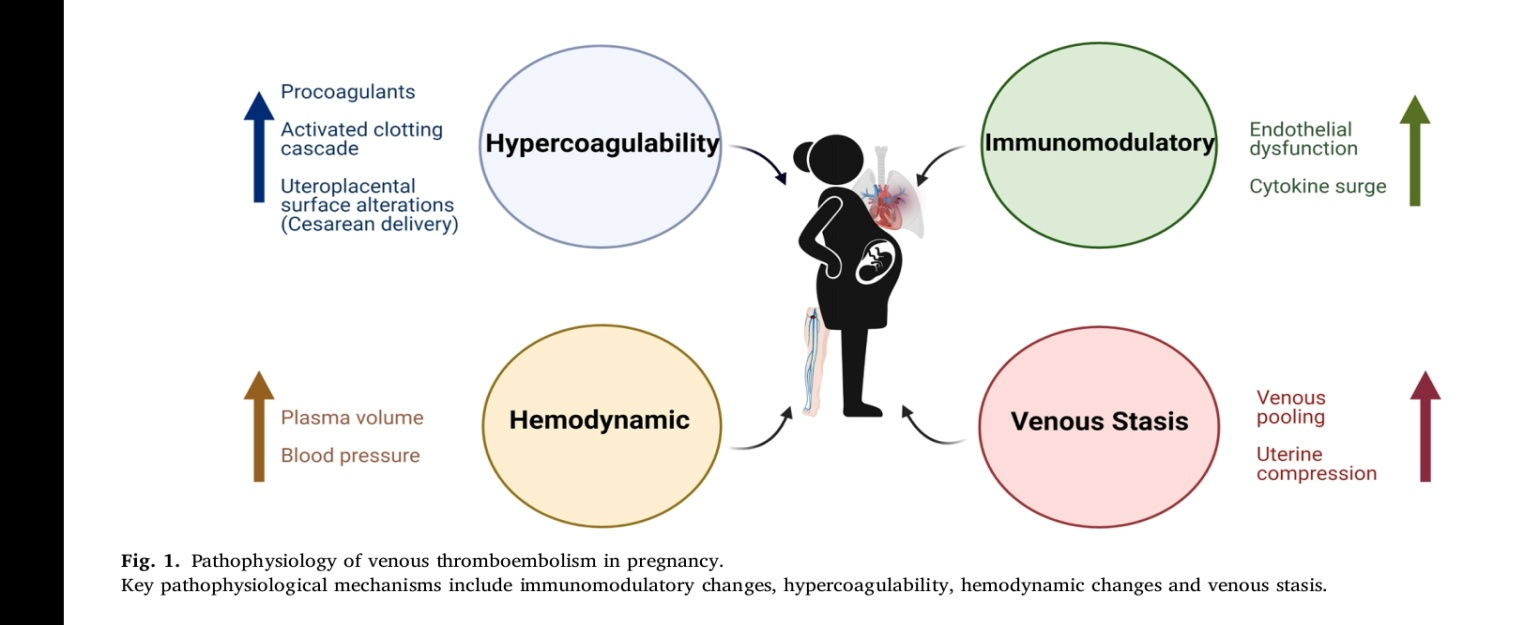 Procoagulants
Activated clotting
cascade
Uteroplacental
surface alterations
(Cesarean delivery)
Hypercoagulability
Immunomodulatory
Endothelial
dysfunction
Cytokine surge
Plasma volume
Blood pressure
Hemodynamic
Venous Stasis
Venous
pooling
Uterine
compression
Fig. 1. Pathophysiology of venous thromboembolism in pregnancy.
Key pathophysiological mechanisms include immunomodulatory changes, hypercoagulability, hemodynamic changes and venous stasis.